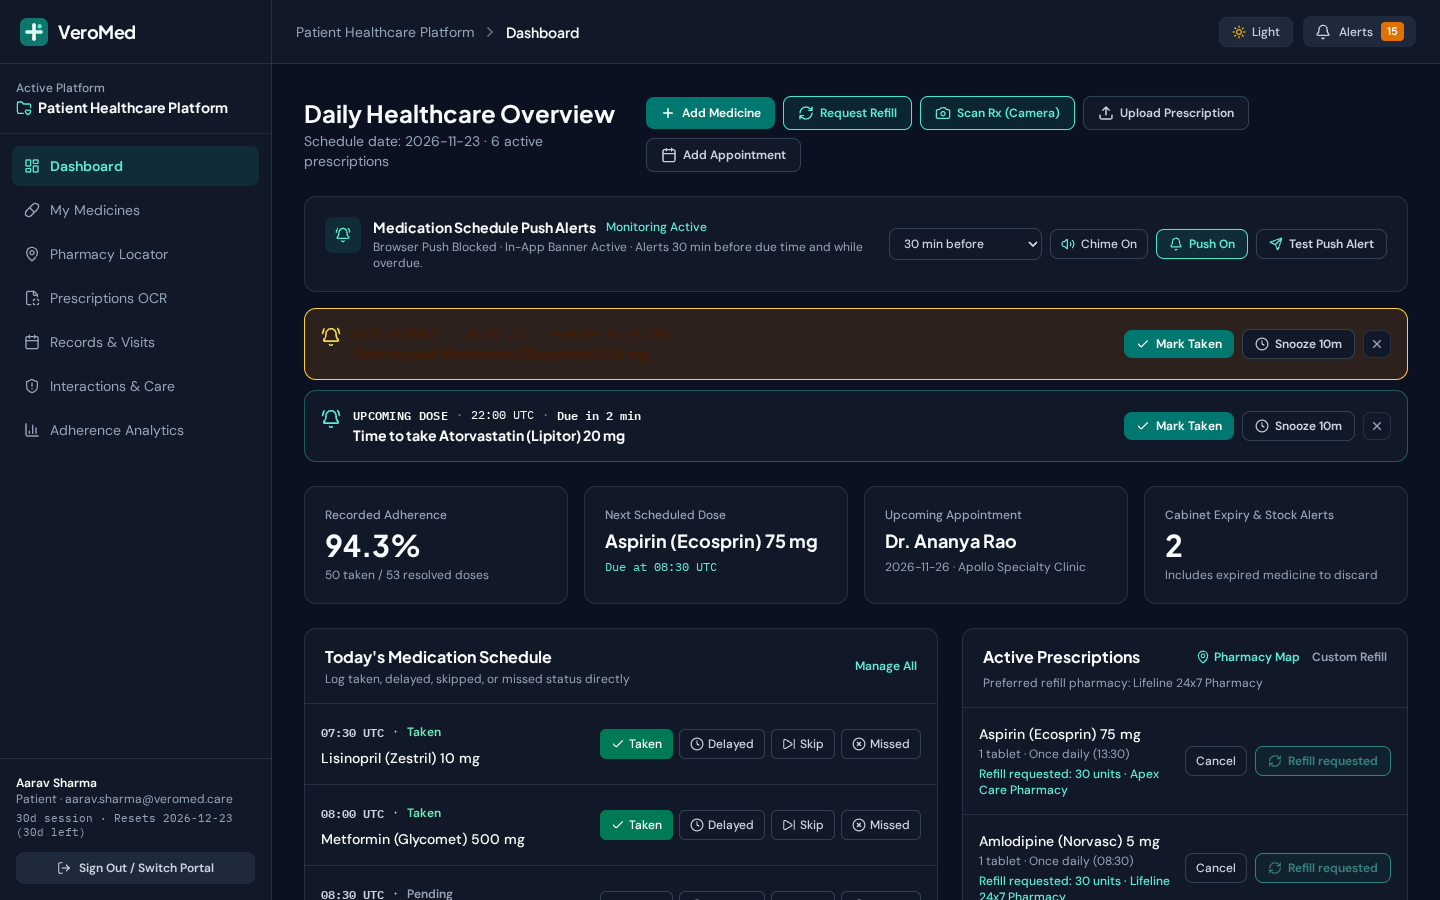 VeroMed
Patient Healthcare Platform
Dashboard
Light
Alerts
15
Active Platform
Patient Healthcare Platform
Dashboard
My Medicines
Pharmacy Locator
Prescriptions OCR
Records & Visits
Interactions & Care
Adherence Analytics
Aarav Sharma
Patient · aarav.sharma@veromed.care
30d session · Resets 2026-12-23
(30d left)
Sign Out / Switch Portal
Daily Healthcare Overview
Schedule date: 2026-11-23 · 6 active
prescriptions
Add Medicine
Request Refill
Scan Rx (Camera)
Upload Prescription
Add Appointment
Medication Schedule Push Alerts
Monitoring Active
Browser Push Blocked · In-App Banner Active · Alerts 30 min before due time and while
overdue.
30 min before
Chime On
Push On
Test Push Alert
Mark Taken
Snooze 10m
UPCOMING DOSE · 22:00 UTC · Due in 2 min
Time to take Atorvastatin (Lipitor) 20 mg
Mark Taken
Snooze 10m
Recorded Adherence
94.3%
50 taken / 53 resolved doses
Next Scheduled Dose
Aspirin (Ecosprin) 75 mg
Due at 08:30 UTC
Upcoming Appointment
Dr. Ananya Rao
2026-11-26 · Apollo Specialty Clinic
Cabinet Expiry & Stock Alerts
2
Includes expired medicine to discard
Today's Medication Schedule
Log taken, delayed, skipped, or missed status directly
Manage All
07:30 UTC · Taken
Lisinopril (Zestril) 10 mg
Taken
Delayed
Skip
Missed
08:00 UTC · Taken
Metformin (Glycomet) 500 mg
Taken
Delayed
Skip
Missed
08:30 UTC · Pending
Active Prescriptions
Pharmacy Map
Custom Refill
Preferred refill pharmacy: Lifeline 24x7 Pharmacy
Aspirin (Ecosprin) 75 mg
1 tablet · Once daily (13:30)
Refill requested: 30 units · Apex
Care Pharmacy
Cancel
Refill requested
Amlodipine (Norvasc) 5 mg
1 tablet · Once daily (08:30)
Refill requested: 30 units · Lifeline
24x7 Pharmacy
Cancel
Refill requested